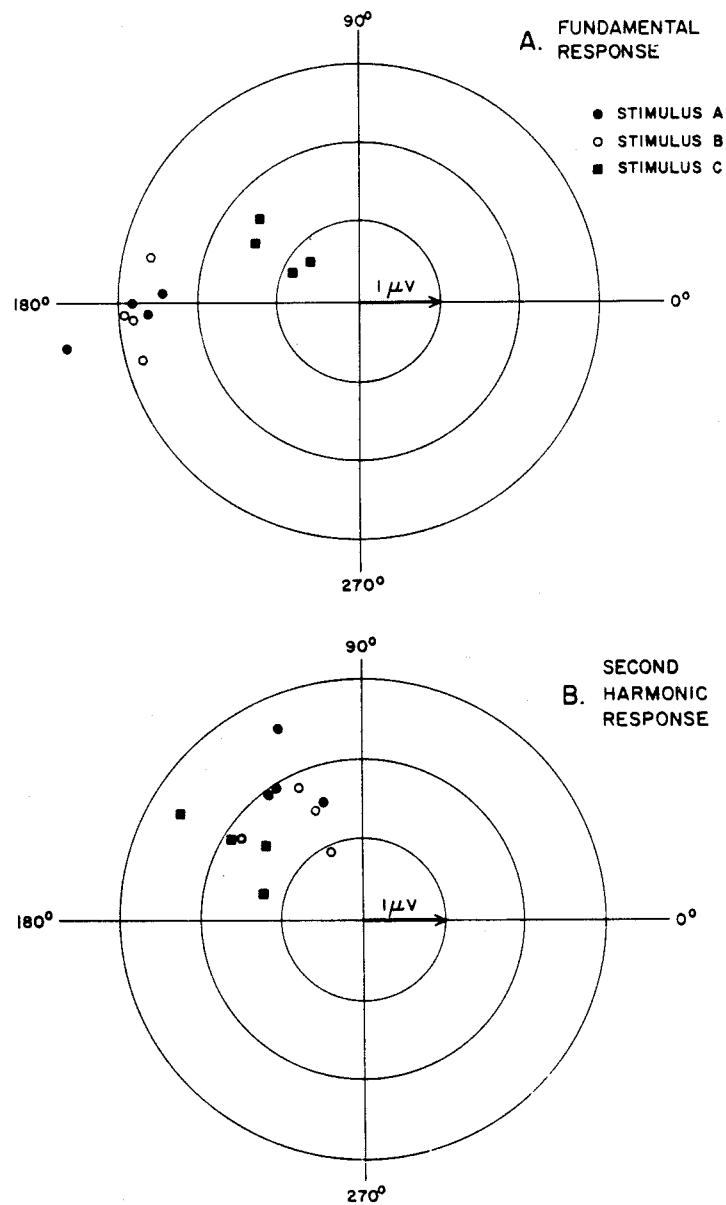 90°
A. FUNDAMENTAL
RESPONSE
● STIMULUS A
○ STIMULUS B
■ STIMULUS C
1 μV
180°
0°
270°
90°
SECOND
B. HARMONIC
RESPONSE
1 μV
180°
0°
270°